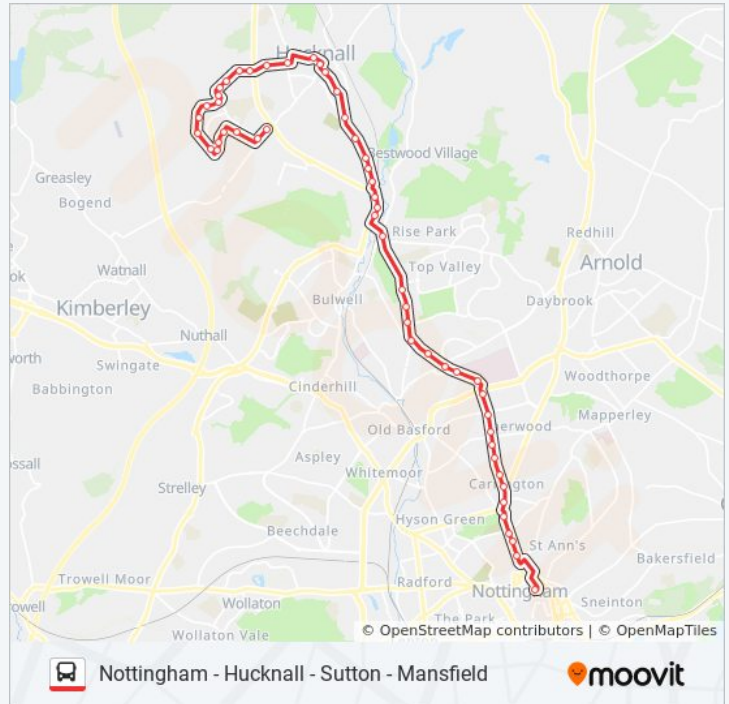 Hucknall
Bestwood Village
Greasley
Bogend
Rise Park
Redhill
Arnold
Top Valley
Watnall
Bulwell
Daybrook
Kimberley
Nuthall
Swingate
Woodthorpe
Babbington
Cinderhill
Mapperley
Old Basford
Aspley
Whitemoor
Strelley
Carrington
Hyson Green
Beechdale
St Ann's
Bakersfield
Trowell Moor
Radford
Nottingham
Sneinton
Wollaton
The Park
Wollaton Vale
© OpenStreetMap contributors | © OpenMapTiles
Nottingham - Hucknall - Sutton - Mansfield
moovit